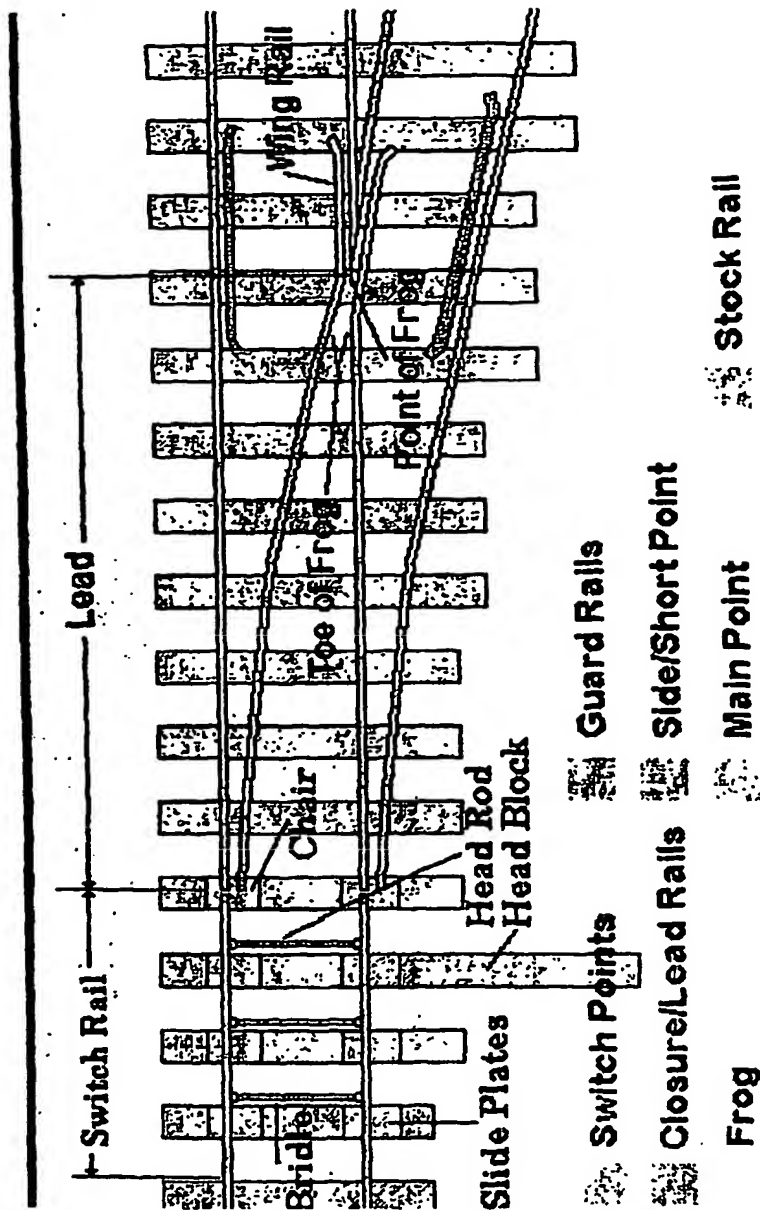 Switch Rail
Lead
Wing Rail
Point of Frog
Toe of Frog
Chair
Head Rod
Head Block
Bridle
Slide Plates
Switch Points
Guard Rails
Closure/Lead Rails
Side/Short Point
Frog
Main Point
Stock Rail